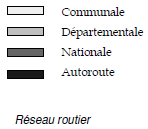 Communale
Départementale
Nationale
Autoroute
Réseau routier